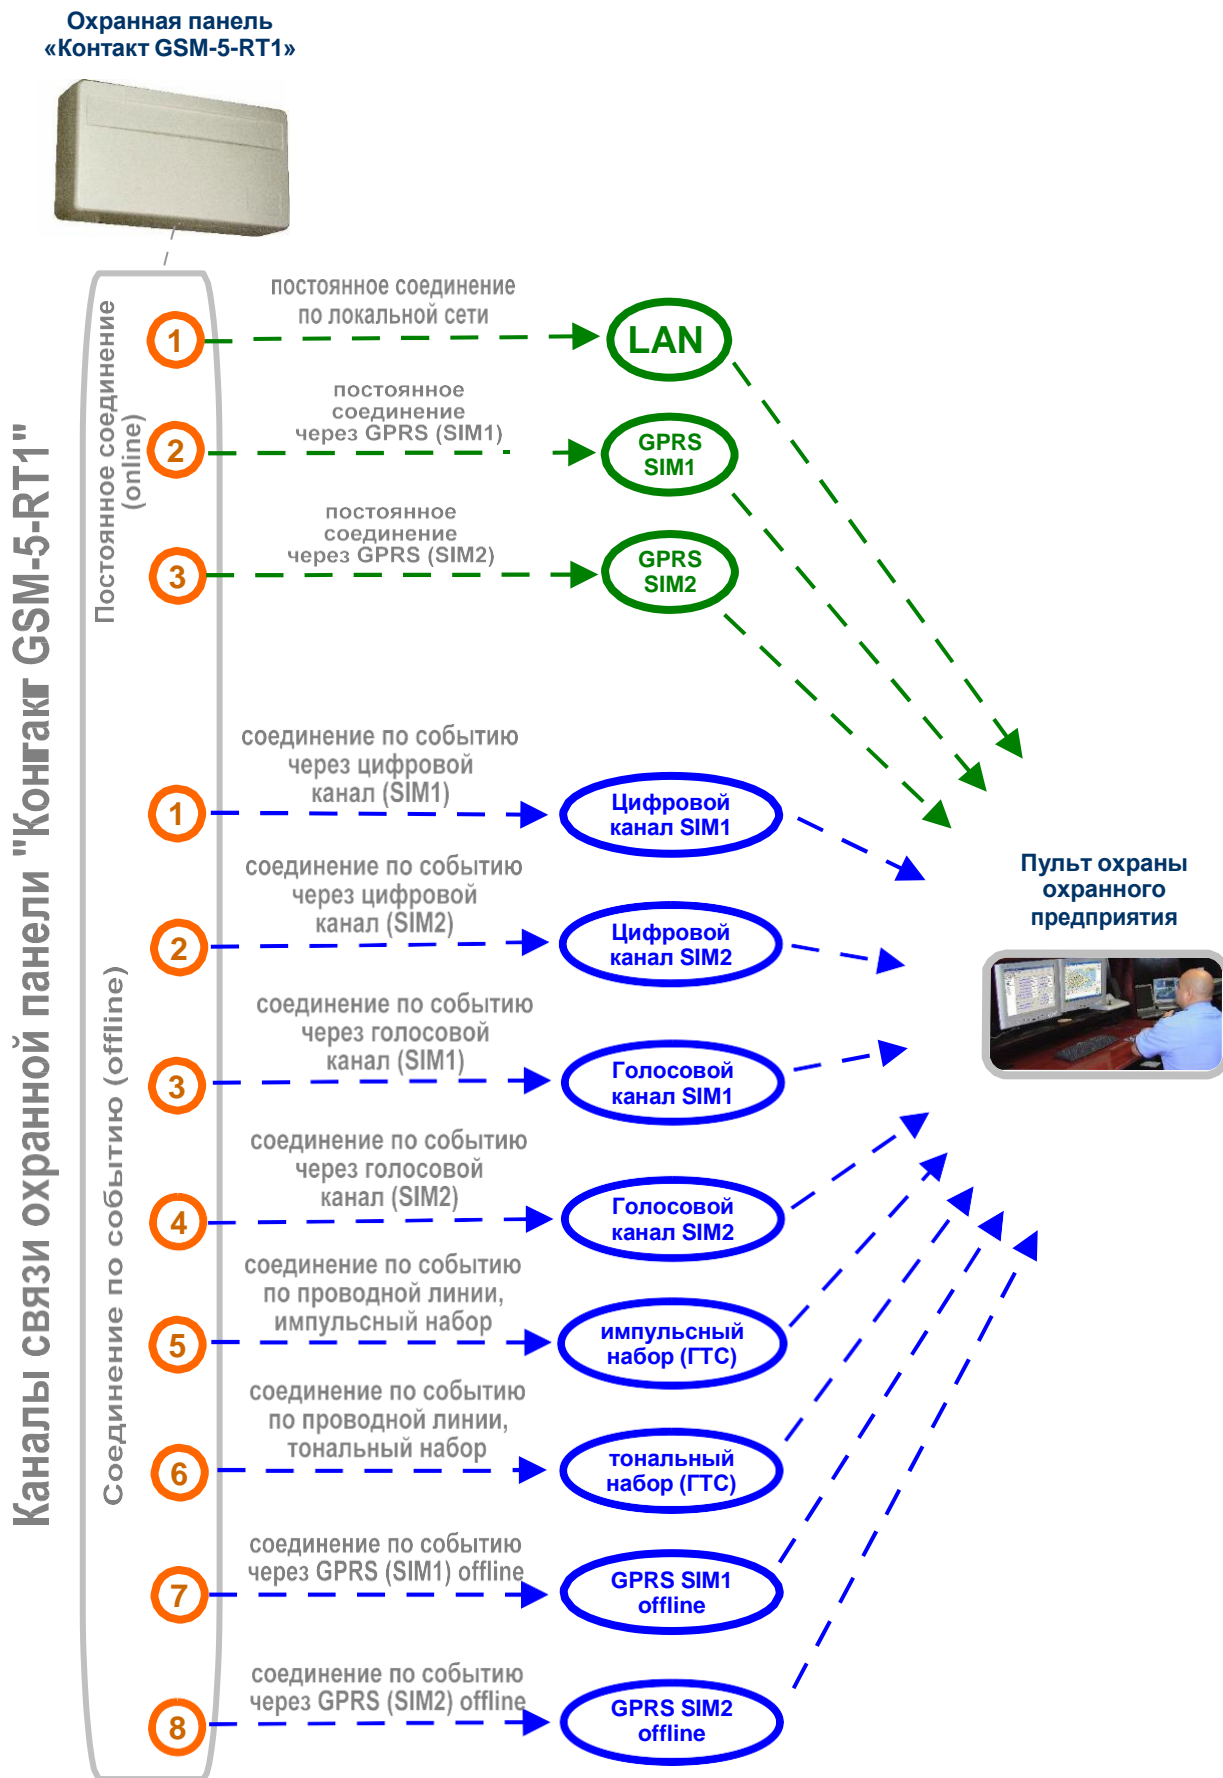 Охранная панель
«Контакт GSM-5-RT1»
Каналы связи охранной панели "Контакт GSM-5-RT1"
Постоянное соединение
(online)
1
постоянное соединение
по локальной сети
LAN
2
постоянное
соединение
через GPRS (SIM1)
GPRS
SIM1
3
постоянное
соединение
через GPRS (SIM2)
GPRS
SIM2
Соединение по событию (offline)
1
соединение по событию
через цифровой
канал (SIM1)
Цифровой
канал SIM1
2
соединение по событию
через цифровой
канал (SIM2)
Цифровой
канал SIM2
3
соединение по событию
через голосовой
канал (SIM1)
Голосовой
канал SIM1
4
соединение по событию
через голосовой
канал (SIM2)
Голосовой
канал SIM2
5
соединение по событию
по проводной линии,
импульсный набор
импульсный
набор (ГТС)
6
соединение по событию
по проводной линии,
тональный набор
тональный
набор (ГТС)
7
соединение по событию
через GPRS (SIM1) offline
GPRS SIM1
offline
8
соединение по событию
через GPRS (SIM2) offline
GPRS SIM2
offline
Пульт охраны
охранного
предприятия